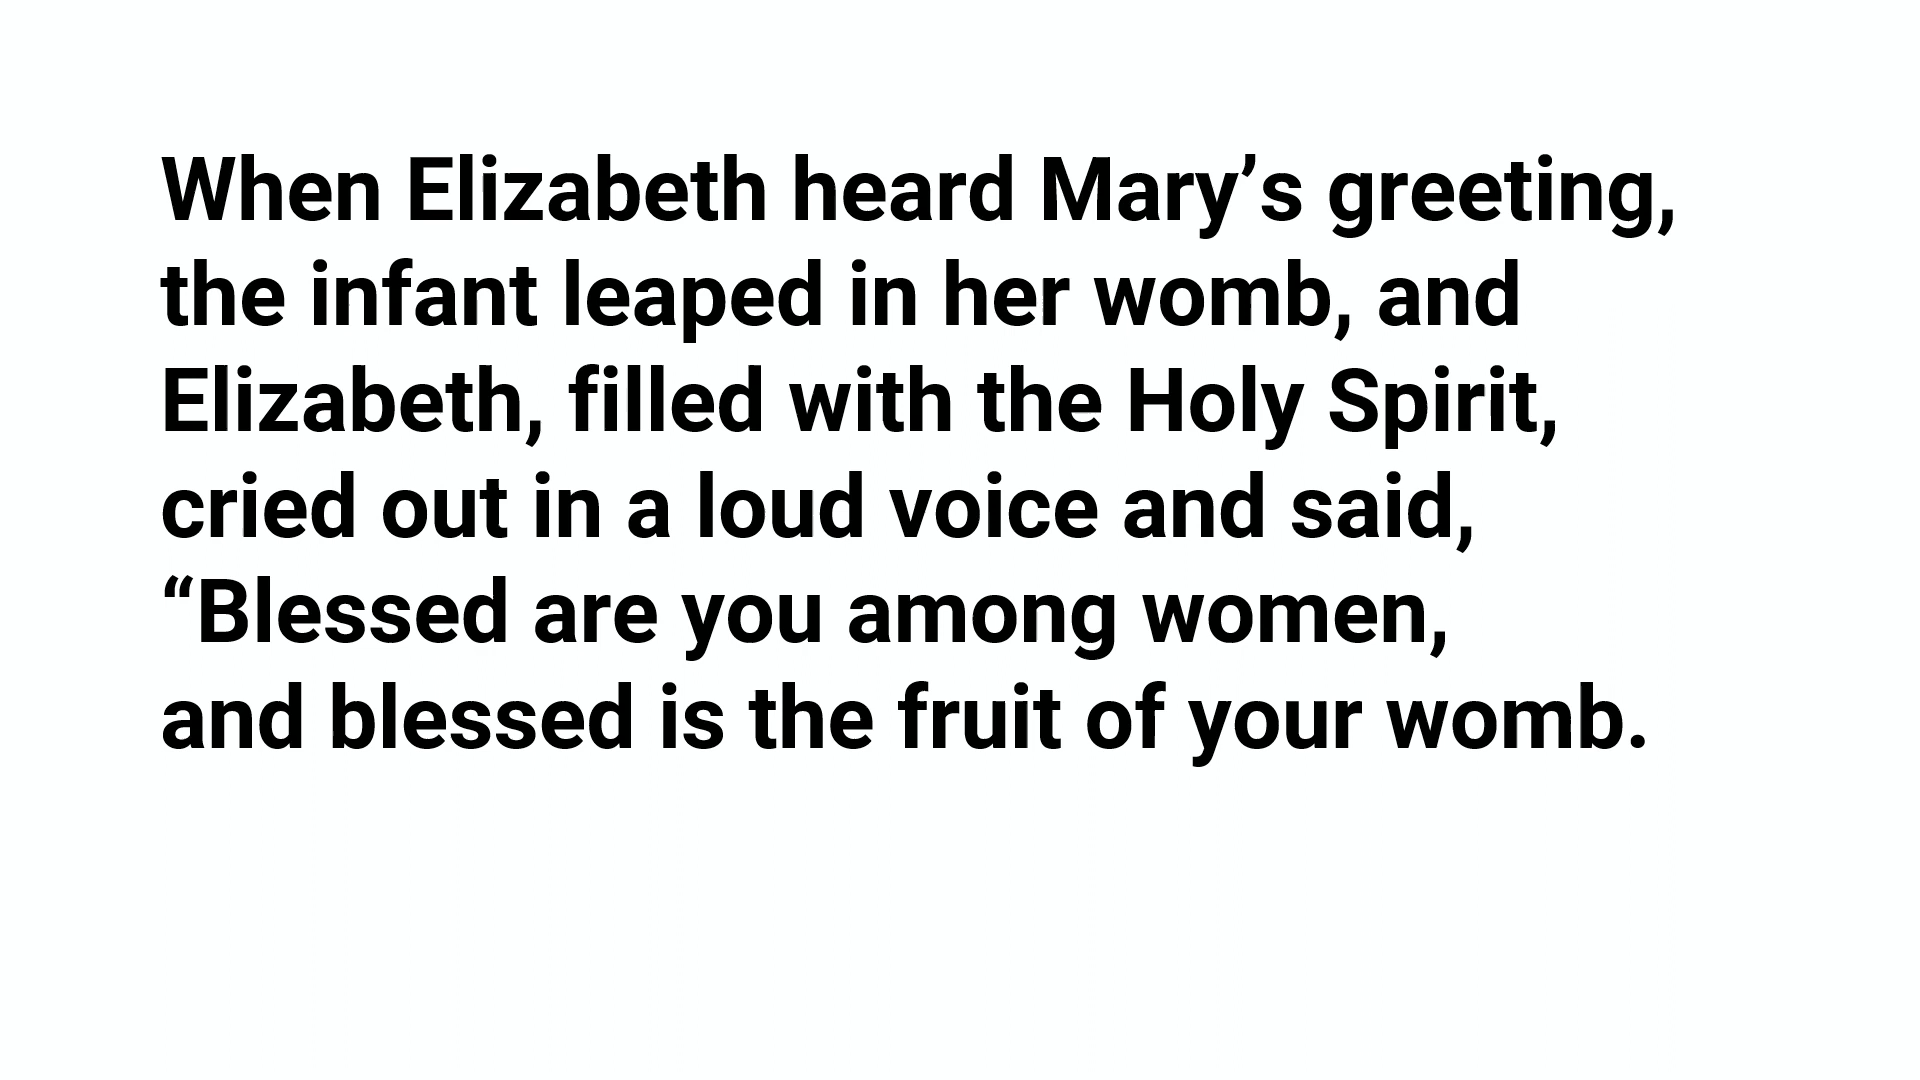 When Elizabeth heard Mary’s greeting,
the infant leaped in her womb, and
Elizabeth, filled with the Holy Spirit,
cried out in a loud voice and said,
“Blessed are you among women,
and blessed is the fruit of your womb.